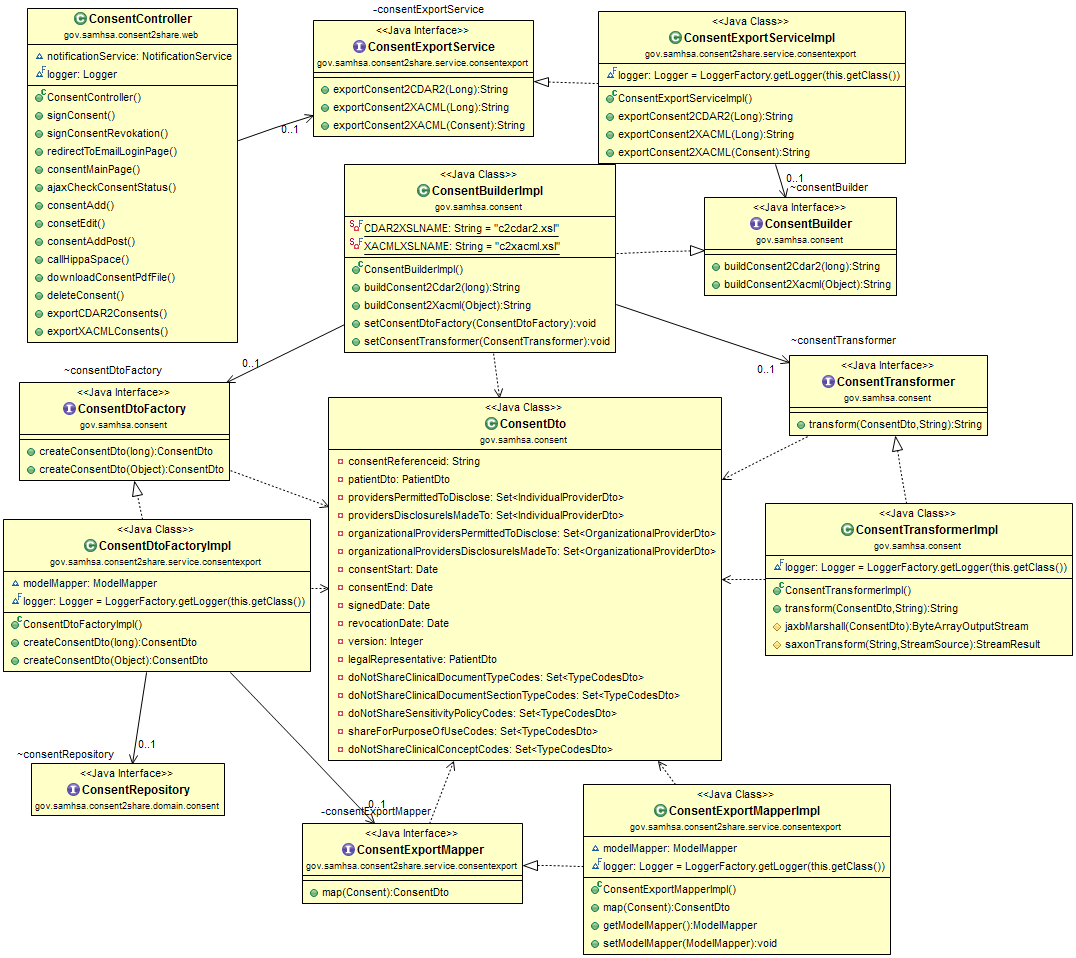 ConsentController
gov.samhsa.consent2share.web
notificationService: NotificationService
logger: Logger
ConsentController()
signConsent()
signConsentRevokation()
redirectToEmailLoginPage()
consentMainPage()
ajaxCheckConsentStatus()
consentAdd()
consetEdit()
consentAddPost()
callHippaSpace()
downloadConsentPdfFile()
deleteConsent()
exportCDAR2Consents()
exportXACMLConsents()
-consentExportService
0..1
<<Java Interface>>
ConsentExportService
gov.samhsa.consent2share.service.consentexport
exportConsent2CDAR2(Long):String
exportConsent2XACML(Long):String
exportConsent2XACML(Consent):String
<<Java Class>>
ConsentExportServiceImpl
gov.samhsa.consent2share.service.consentexport
logger: Logger = LoggerFactory.getLogger(this.getClass())
ConsentExportServiceImpl()
exportConsent2CDAR2(Long):String
exportConsent2XACML(Long):String
exportConsent2XACML(Consent):String
0..1
~consentBuilder
<<Java Class>>
ConsentBuilderImpl
gov.samhsa.consent
CDAR2XSLNAME: String = "c2cdar2.xsl"
XACMLXSLNAME: String = "c2xacml.xsl"
ConsentBuilderImpl()
buildConsent2Cdar2(long):String
buildConsent2Xacml(Object):String
setConsentDtoFactory(ConsentDtoFactory):void
setConsentTransformer(ConsentTransformer):void
<<Java Interface>>
ConsentBuilder
gov.samhsa.consent
buildConsent2Cdar2(long):String
buildConsent2Xacml(Object):String
0..1
~consentDtoFactory
<<Java Interface>>
ConsentDtoFactory
gov.samhsa.consent
createConsentDto(long):ConsentDto
createConsentDto(Object):ConsentDto
~consentTransformer
0..1
<<Java Interface>>
ConsentTransformer
gov.samhsa.consent
transform(ConsentDto,String):String
<<Java Class>>
ConsentDto
gov.samhsa.consent
consentReferenceid: String
patientDto: PatientDto
providersPermittedToDisclose: Set<IndividualProviderDto>
providersDisclosureIsMadeTo: Set<IndividualProviderDto>
organizationalProvidersPermittedToDisclose: Set<OrganizationalProviderDto>
organizationalProvidersDisclosureIsMadeTo: Set<OrganizationalProviderDto>
consentStart: Date
consentEnd: Date
signedDate: Date
revocationDate: Date
version: Integer
legalRepresentative: PatientDto
doNotShareClinicalDocumentTypeCodes: Set<TypeCodesDto>
doNotShareClinicalDocumentSectionTypeCodes: Set<TypeCodesDto>
doNotShareSensitivityPolicyCodes: Set<TypeCodesDto>
shareForPurposeOfUseCodes: Set<TypeCodesDto>
doNotShareClinicalConceptCodes: Set<TypeCodesDto>
<<Java Class>>
ConsentDtoFactoryImpl
gov.samhsa.consent2share.service.consentexport
modelMapper: ModelMapper
logger: Logger = LoggerFactory.getLogger(this.getClass())
ConsentDtoFactoryImpl()
createConsentDto(long):ConsentDto
createConsentDto(Object):ConsentDto
<<Java Class>>
ConsentTransformerImpl
gov.samhsa.consent
logger: Logger = LoggerFactory.getLogger(this.getClass())
ConsentTransformerImpl()
transform(ConsentDto,String):String
jaxbMarshall(ConsentDto):ByteArrayOutputStream
saxonTransform(String,StreamSource):StreamResult
0..1
~consentRepository
<<Java Interface>>
ConsentRepository
gov.samhsa.consent2share.domain.consent
0..1
-consentExportMapper
<<Java Interface>>
ConsentExportMapper
gov.samhsa.consent2share.service.consentexport
map(Consent):ConsentDto
<<Java Class>>
ConsentExportMapperImpl
gov.samhsa.consent2share.service.consentexport
modelMapper: ModelMapper
logger: Logger = LoggerFactory.getLogger(this.getClass())
ConsentExportMapperImpl()
map(Consent):ConsentDto
getModelMapper():ModelMapper
setModelMapper(ModelMapper):void